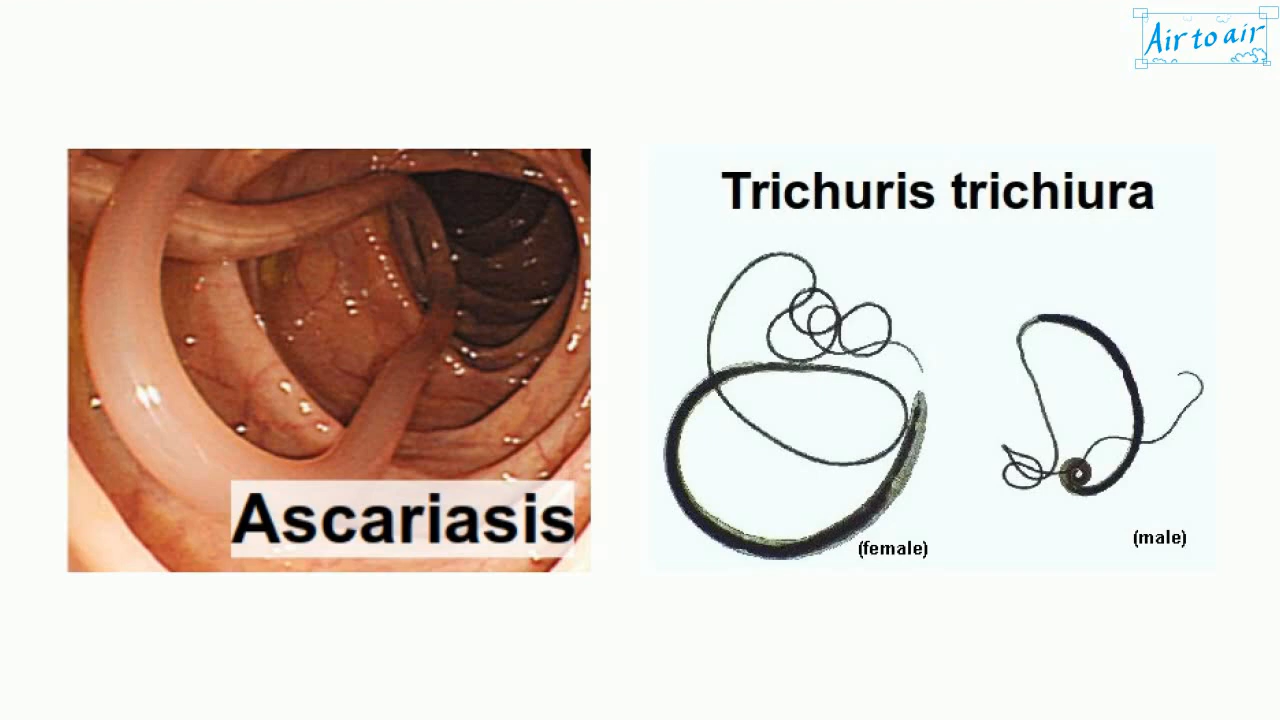 Air to air
Trichuris trichiura
Ascariasis
(female)
(male)